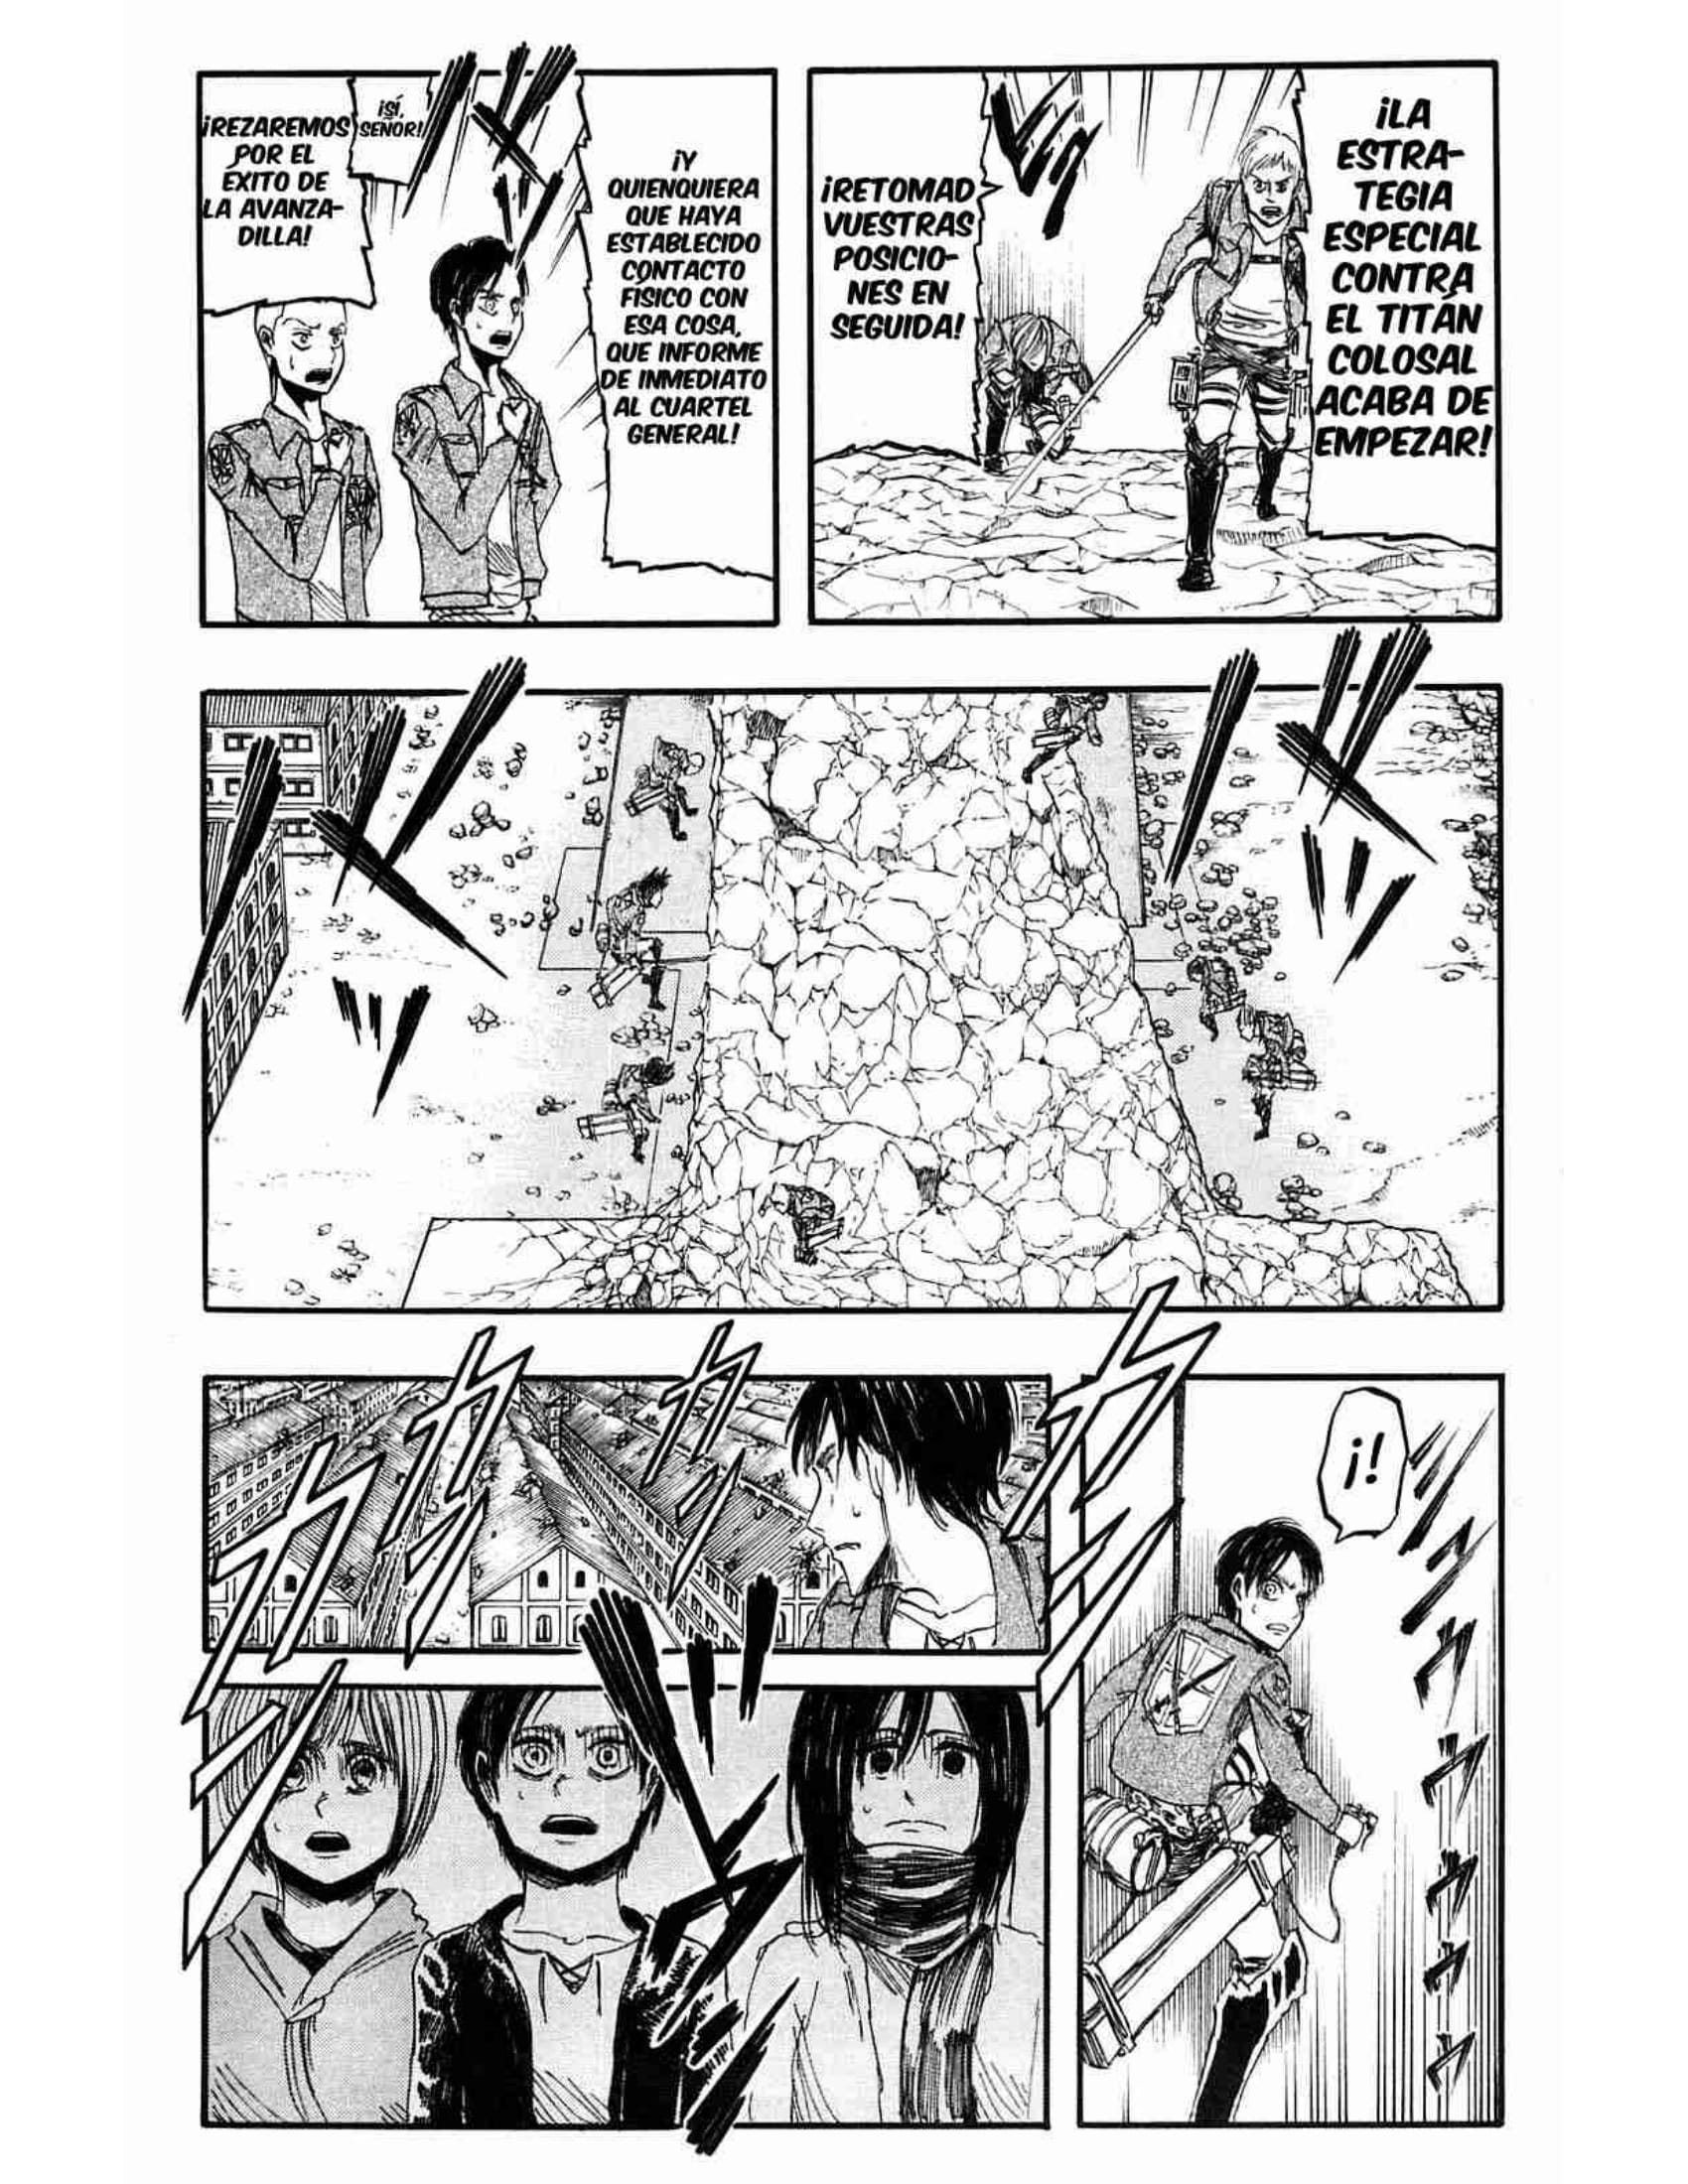 ¡LA
ESTRA-
TEGIA
ESPECIAL
CONTRA
EL TITÁN
COLOSAL
ACABA DE
EMPEZAR!
¡RETOMAD
VUESTRAS
POSICIO-
NES EN
SEGUIDA!
¡Y
QUIENQUIERA
QUE HAYA
ESTABLECIDO
CONTACTO
FÍSICO CON
ESA COSA,
QUE INFORME
DE INMEDIATO
AL CUARTEL
GENERAL!
¡SÍ,
SEÑOR!
¡REZAREMOS
POR EL
EXITO DE
LA AVANZA-
DILLA!
¡!